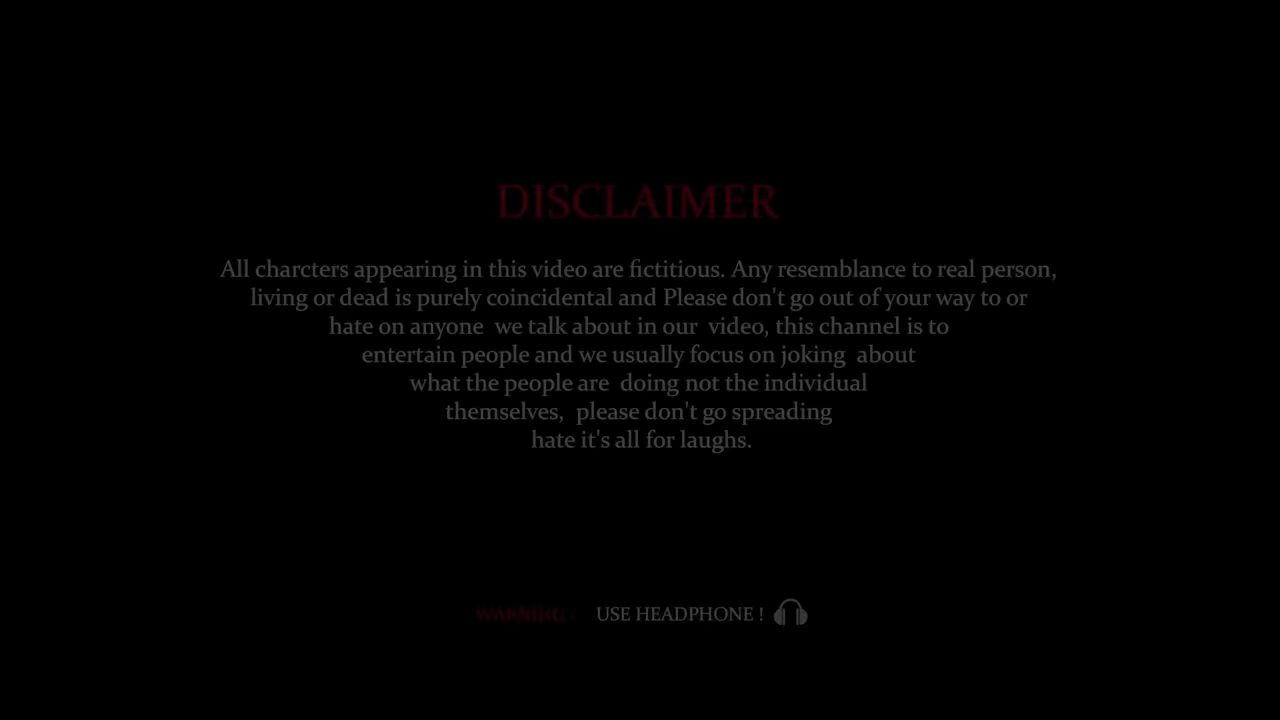 DISCLAIMER
All charcters appearing in this video are fictitious. Any resemblance to real person,
living or dead is purely coincidental and Please don't go out of your way to or
hate on anyone we talk about in our video, this channel is to
entertain people and we usually focus on joking about
what the people are doing not the individual
themselves, please don't go spreading
hate it's all for laughs.
WARNING! USE HEADPHONE !